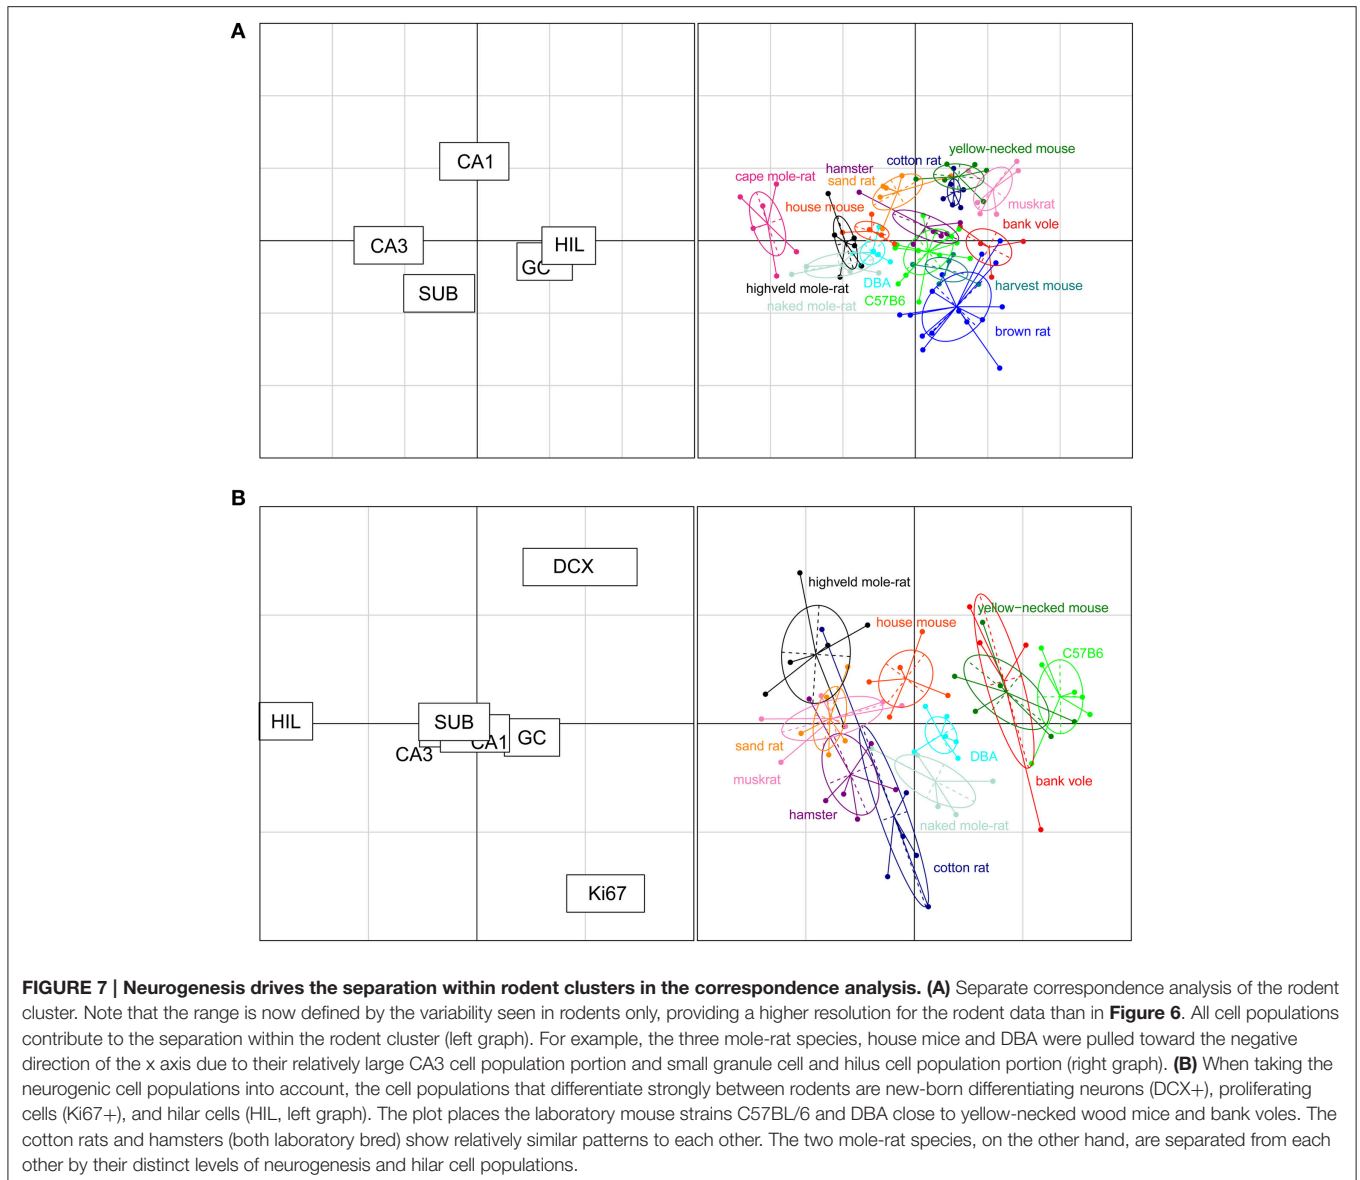 A
CA1
CA3
HIL
GC
SUB
yellow-necked mouse
cotton rat
hamster
cape mole-rat
sand rat
muskrat
house mouse
bank vole
highveld mole-rat
DBA
harvest mouse
naked mole-rat
C57B6
brown rat
B
DCX
HIL
SUB
CA1
GC
CA3
Ki67
highveld mole-rat
yellow−necked mouse
house mouse
C57B6
sand rat
DBA
muskrat
bank vole
hamster
naked mole-rat
cotton rat
FIGURE 7 | Neurogenesis drives the separation within rodent clusters in the correspondence analysis. (A) Separate correspondence analysis of the rodent
cluster. Note that the range is now defined by the variability seen in rodents only, providing a higher resolution for the rodent data than in Figure 6. All cell populations
contribute to the separation within the rodent cluster (left graph). For example, the three mole-rat species, house mice and DBA were pulled toward the negative
direction of the x axis due to their relatively large CA3 cell population portion and small granule cell and hilus cell population portion (right graph). (B) When taking the
neurogenic cell populations into account, the cell populations that differentiate strongly between rodents are new-born differentiating neurons (DCX+), proliferating
cells (Ki67+), and hilar cells (HIL, left graph). The plot places the laboratory mouse strains C57BL/6 and DBA close to yellow-necked wood mice and bank voles. The
cotton rats and hamsters (both laboratory bred) show relatively similar patterns to each other. The two mole-rat species, on the other hand, are separated from each
other by their distinct levels of neurogenesis and hilar cell populations.